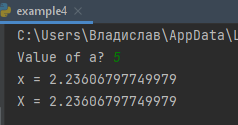 example4 ×
C:\Users\Владислав\AppData\L
Value of a? 5
x = 2.23606797749979
X = 2.23606797749979